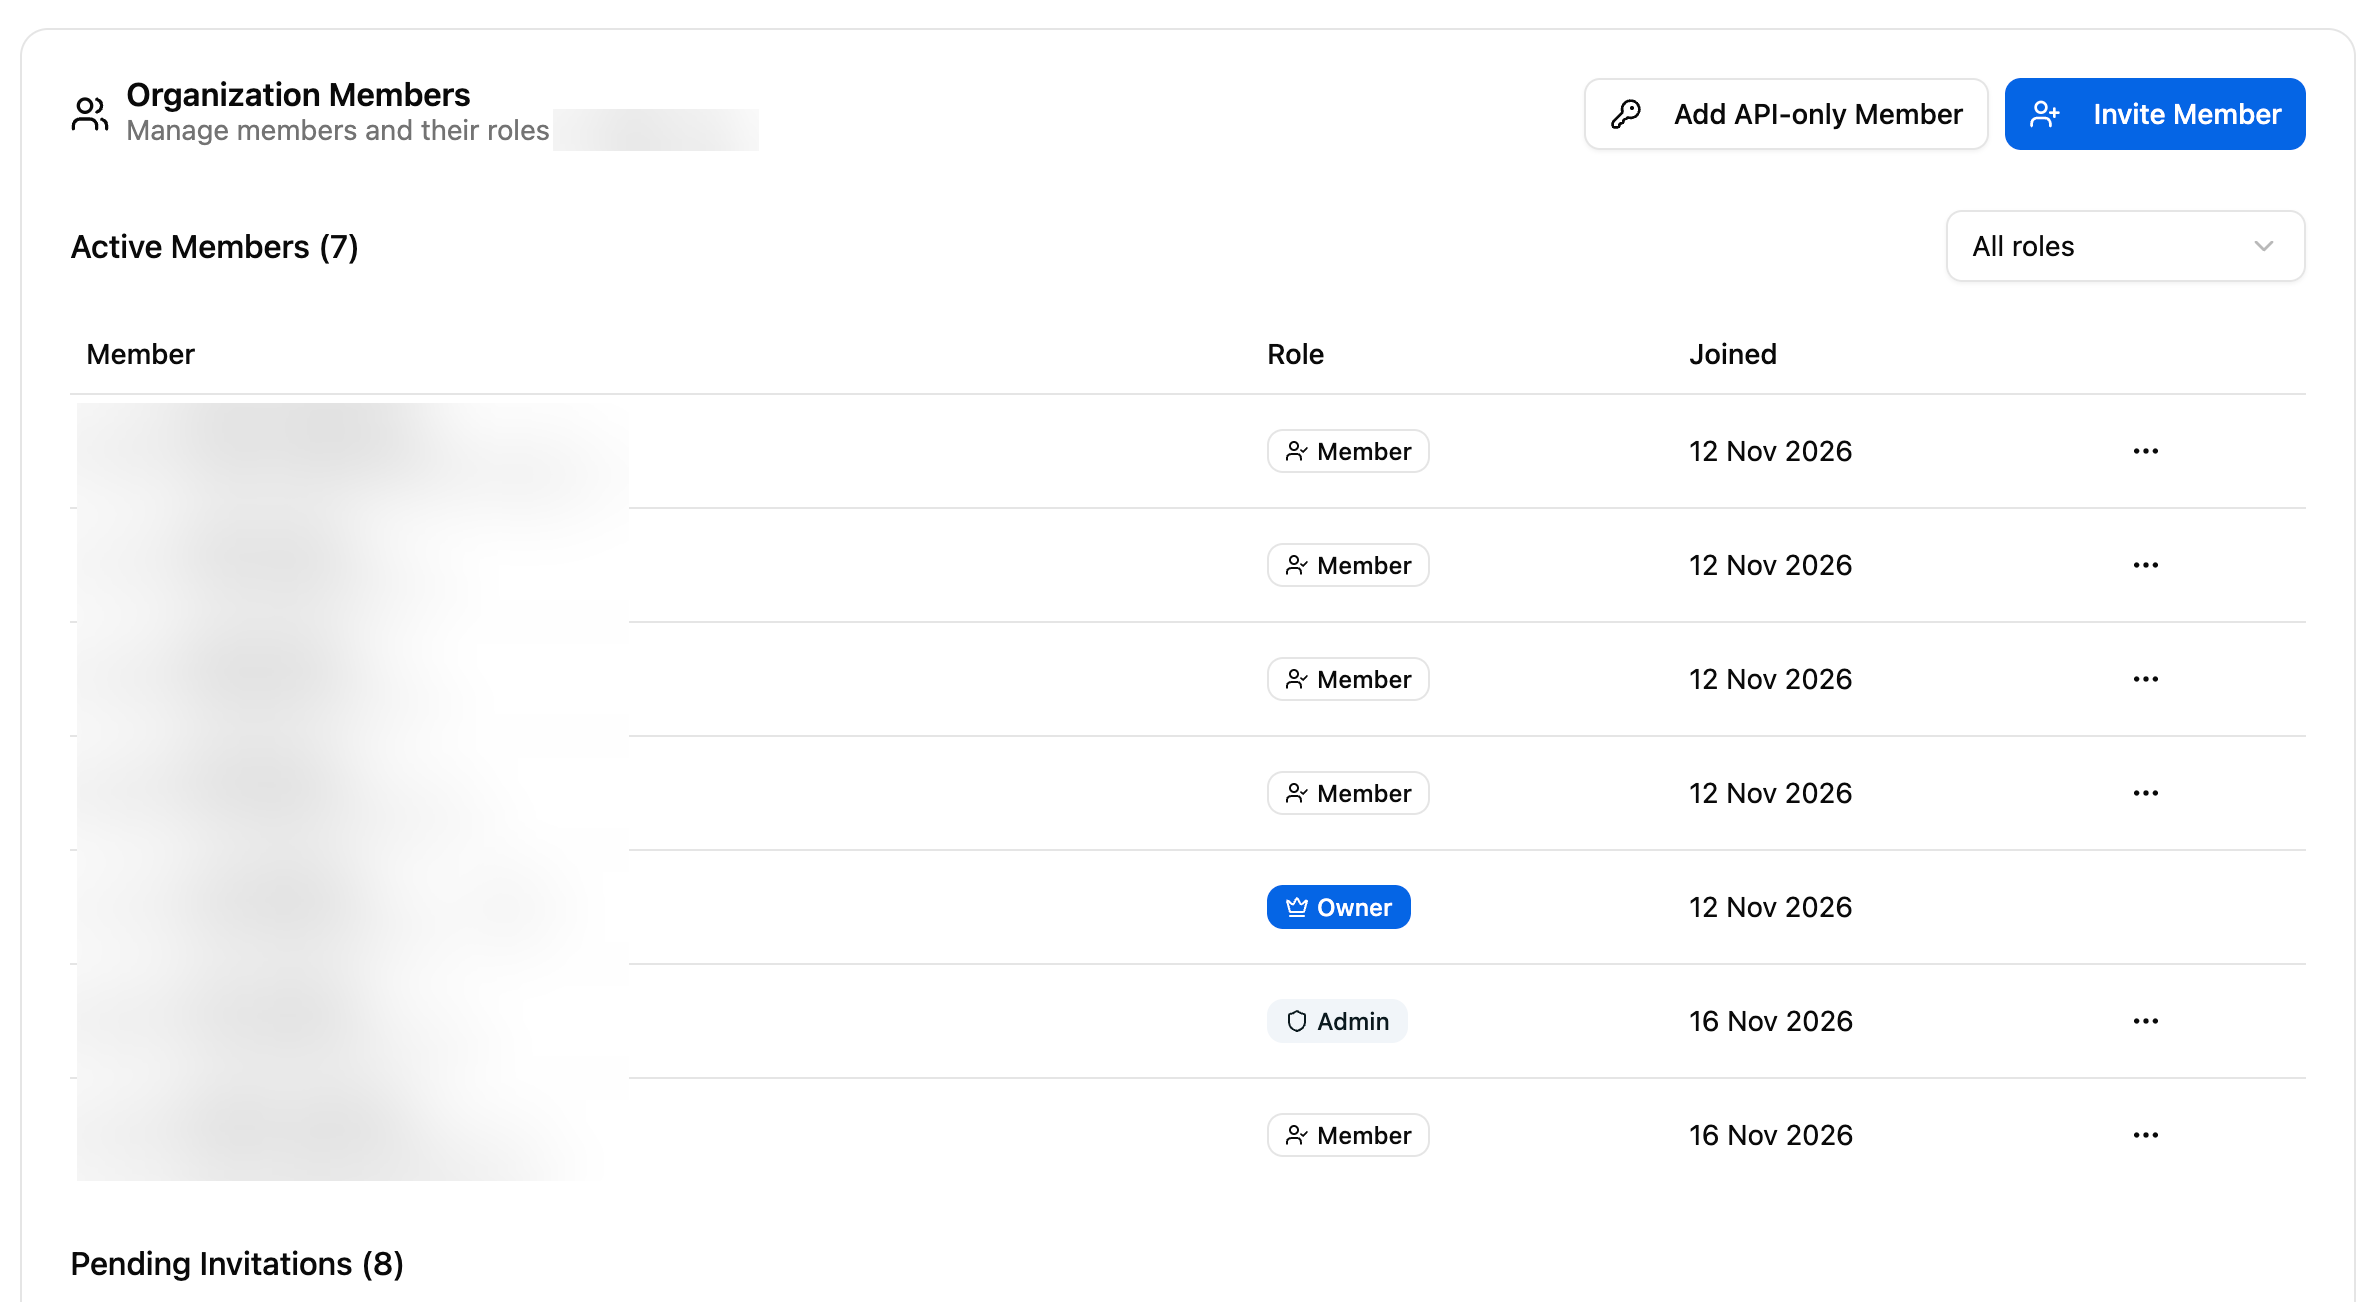 Organization Members
Manage members and their roles
Add API-only Member
Invite Member
Active Members (7)
All roles
Member Role Joined
Member 12 Nov 2026
Member 12 Nov 2026
Member 12 Nov 2026
Member 12 Nov 2026
Owner 12 Nov 2026
Admin 16 Nov 2026
Member 16 Nov 2026
Pending Invitations (8)